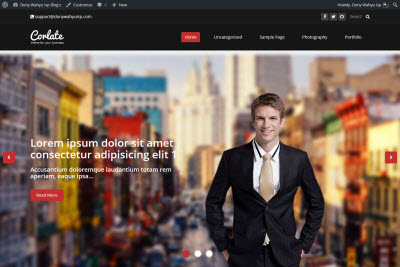 Dony Wahyu isp Blog's Customise 0 New
Howdy, Dony Wahyu isp
support@donywahyuisp.com
Search
Corlate
theme for your business
Home Uncategorized Sample Page Photography Portfolio
Lorem ipsum dolor sit amet
consectetur adipisicing elit 1
Accusantium doloremque laudantium totam rem
aperiam, eaque ipsa...
Read More